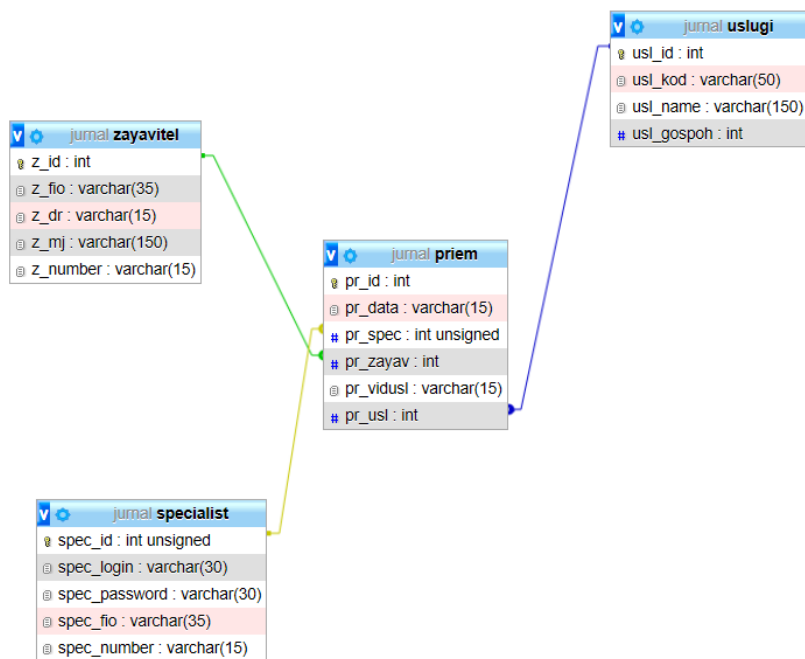 jurnal uslugi
usl_id : int
usl_kod : varchar(50)
usl_name : varchar(150)
# usl_gospoh : int
jurnal zayavitel
z_id : int
z_fio : varchar(35)
z_dr : varchar(15)
z_mj : varchar(150)
z_number : varchar(15)
jurnal priem
pr_id : int
pr_data : varchar(15)
# pr_spec : int unsigned
# pr_zayav : int
pr_vidusl : varchar(15)
# pr_usl : int
jurnal specialist
spec_id : int unsigned
spec_login : varchar(30)
spec_password : varchar(30)
spec_fio : varchar(35)
spec_number : varchar(15)